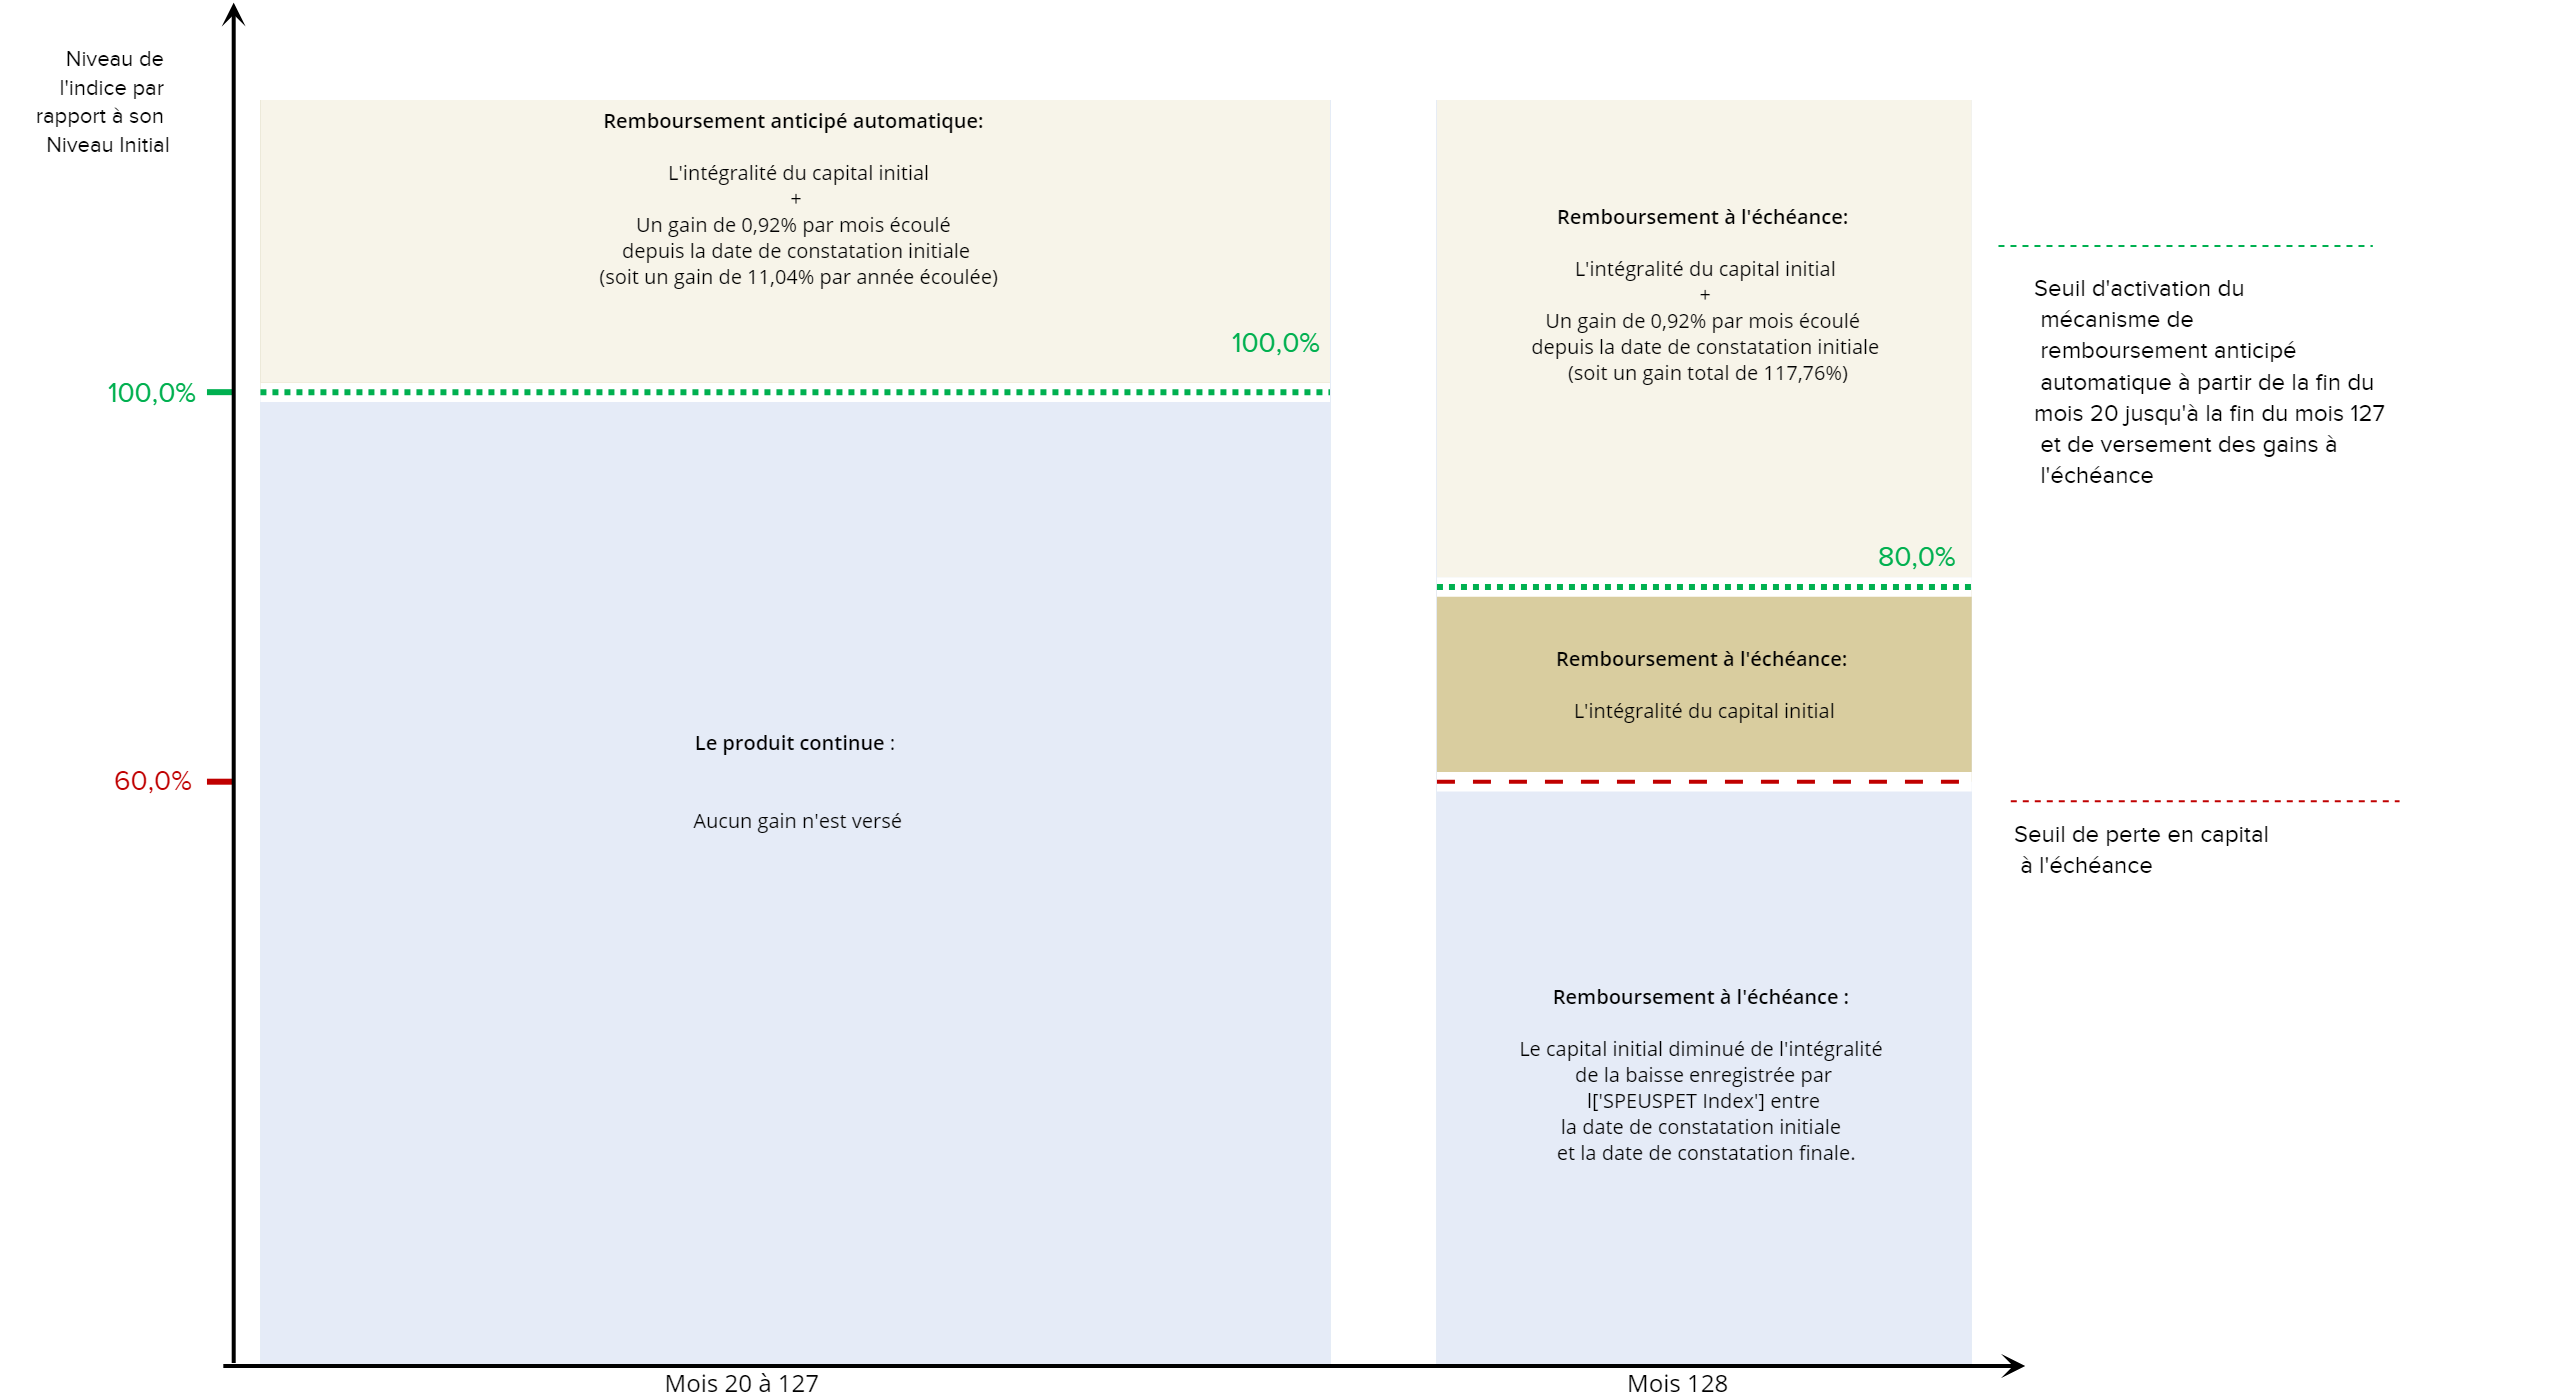 Niveau de
l'indice par
rapport à son
Niveau Initial
Remboursement anticipé automatique:
L'intégralité du capital initial
+
Un gain de 0,92% par mois écoulé
depuis la date de constatation initiale
(soit un gain de 11,04% par année écoulée)
100,0%
100,0%
Le produit continue :
Aucun gain n'est versé
60,0%
Remboursement à l'échéance:
L'intégralité du capital initial
+
Un gain de 0,92% par mois écoulé
depuis la date de constatation initiale
(soit un gain total de 117,76%)
80,0%
Remboursement à l'échéance:
L'intégralité du capital initial
Remboursement à l'échéance :
Le capital initial diminué de l'intégralité
de la baisse enregistrée par
l['SPEUSPET Index'] entre
la date de constatation initiale
et la date de constatation finale.
Seuil d'activation du
mécanisme de
remboursement anticipé
automatique à partir de la fin du
mois 20 jusqu'à la fin du mois 127
et de versement des gains à
l'échéance
Seuil de perte en capital
à l'échéance
Mois 20 à 127
Mois 128